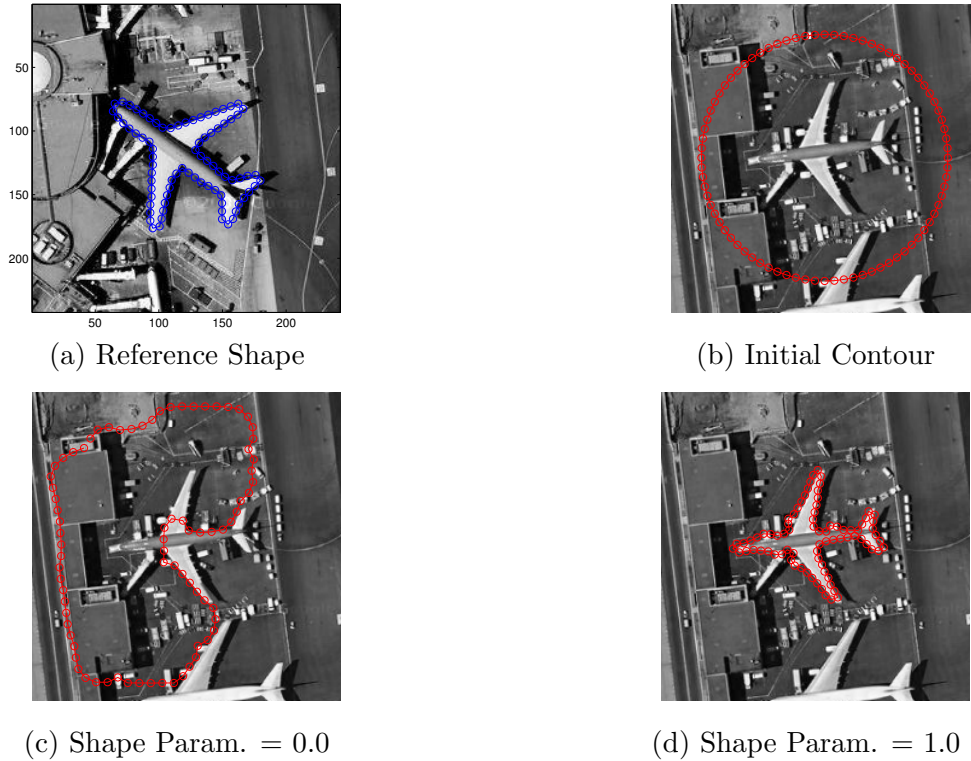 50
100
150
200
50 100 150 200
(a) Reference Shape
(b) Initial Contour
(c) Shape Param. = 0.0
(d) Shape Param. = 1.0